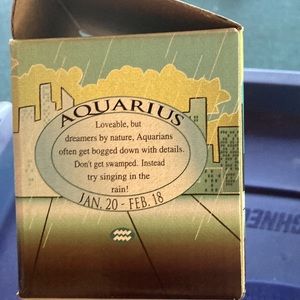 AQUARIUS
Loveable, but
dreamers by nature, Aquarians
often get bogged down with details.
Don't get swamped. Instead
try singing in the
rain!
JAN. 20 - FEB. 18